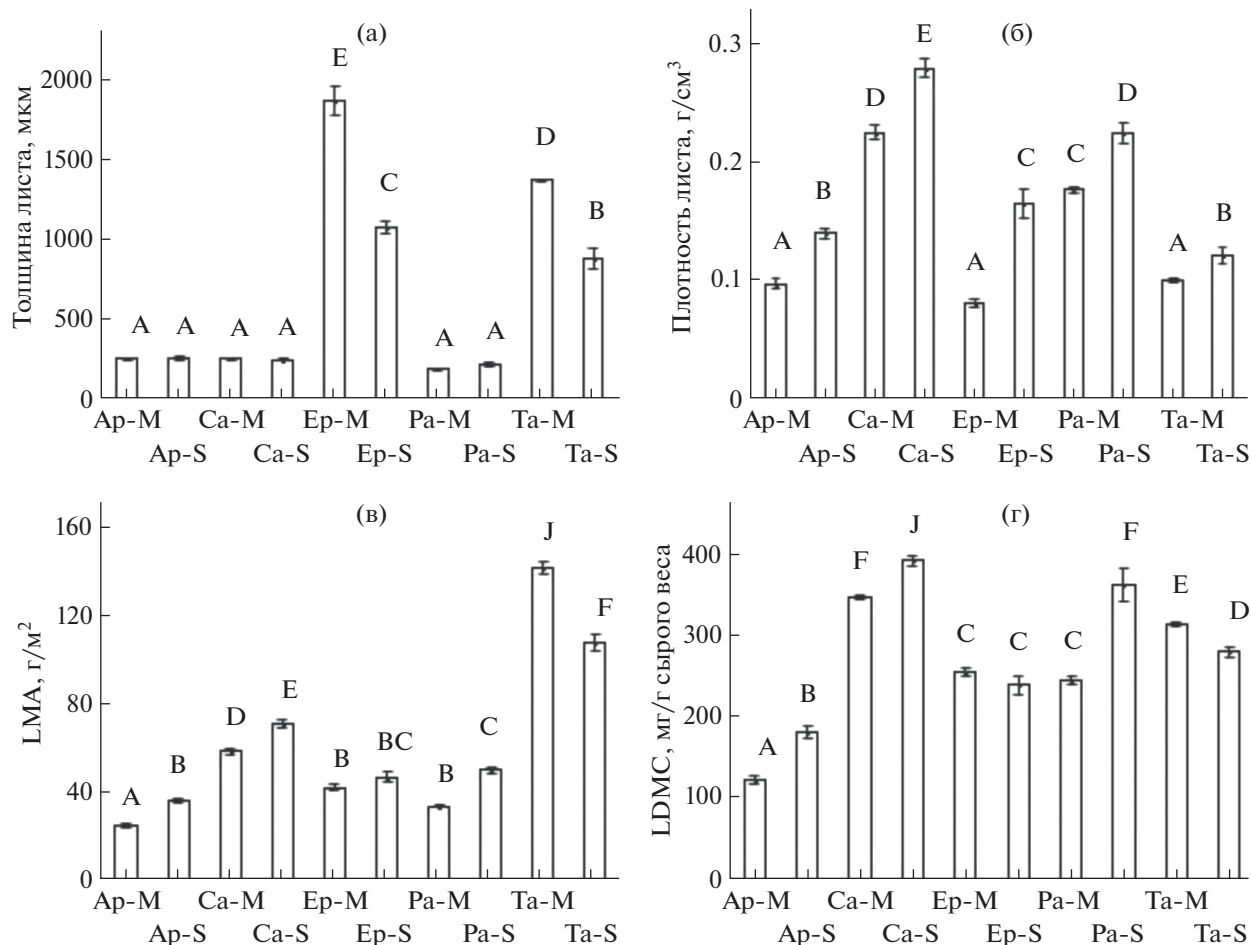 (а)
Толщина листа, мкм
2000
1500
1000
500
0
A
A
A
A
E
C
A
A
D
B
Ap-M Ca-M Ep-M Pa-M Ta-M
Ap-S Ca-S Ep-S Pa-S Ta-S
(б)
Плотность листа, г/см³
0.3
0.2
0.1
0
A
B
D
E
A
C
C
D
A
B
Ap-M Ca-M Ep-M Pa-M Ta-M
Ap-S Ca-S Ep-S Pa-S Ta-S
(в)
LMA, г/м²
160
120
80
40
0
A
B
D
E
B
BC
B
C
J
F
Ap-M Ca-M Ep-M Pa-M Ta-M
Ap-S Ca-S Ep-S Pa-S Ta-S
(г)
LDMC, мг/г сырого веса
400
300
200
100
0
A
B
F
J
C
C
C
F
E
D
Ap-M Ca-M Ep-M Pa-M Ta-M
Ap-S Ca-S Ep-S Pa-S Ta-S